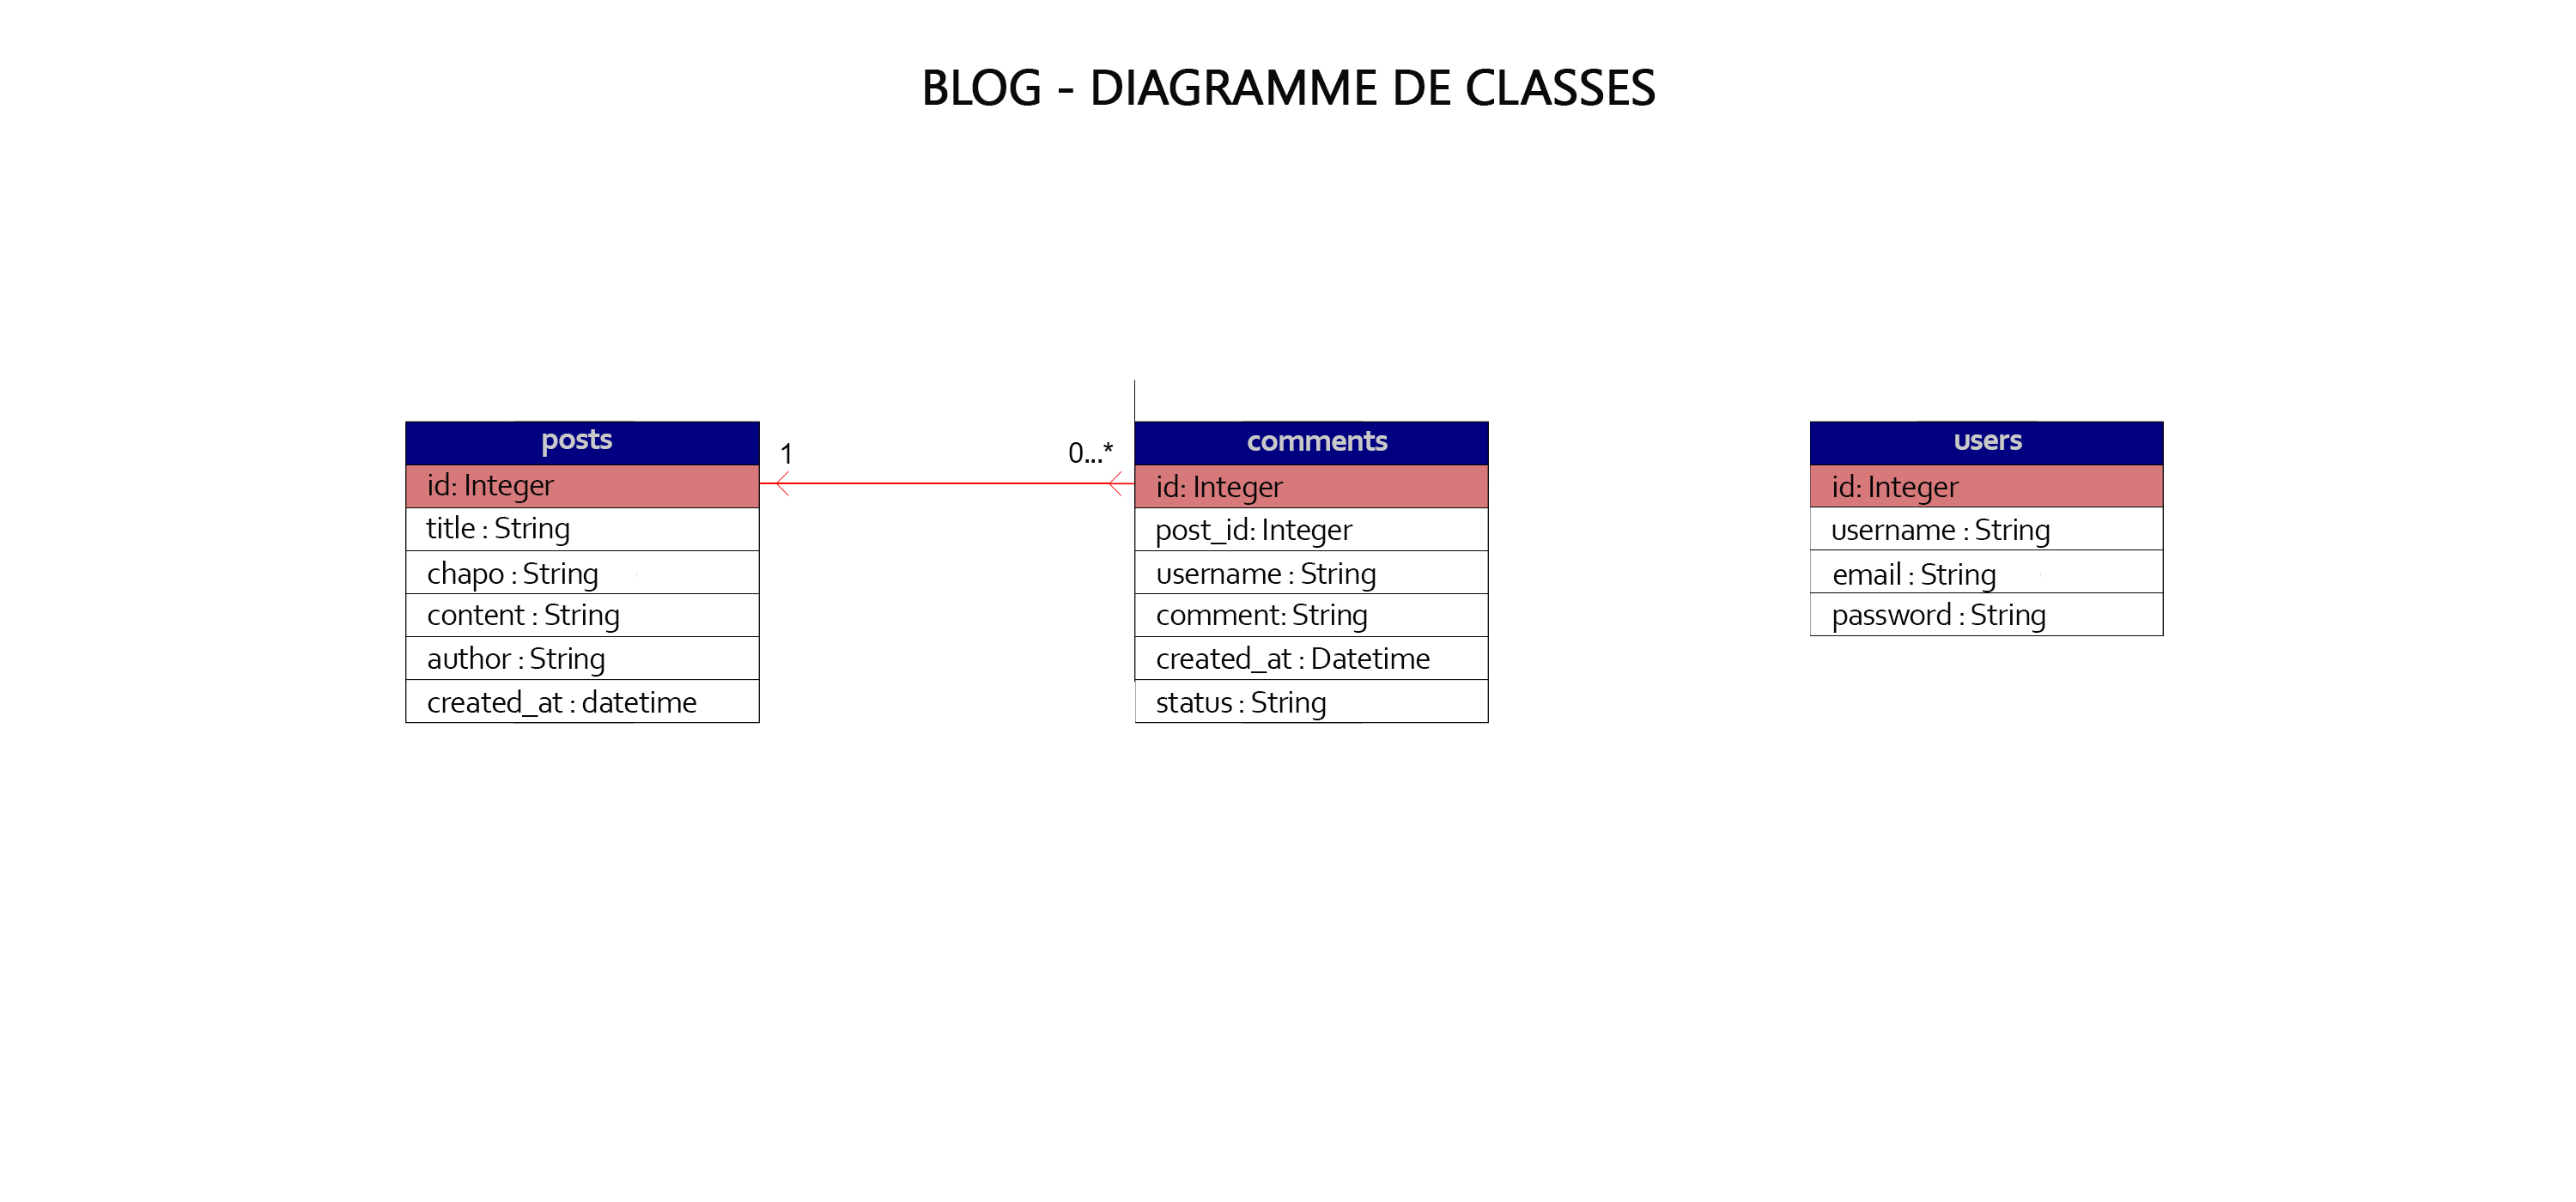 BLOG - DIAGRAMME DE CLASSES
posts
id: Integer
title : String
chapo : String
content : String
author : String
created_at : datetime
1
0...*
comments
id: Integer
post_id: Integer
username : String
comment: String
created_at : Datetime
status : String
users
id: Integer
username : String
email : String
password : String